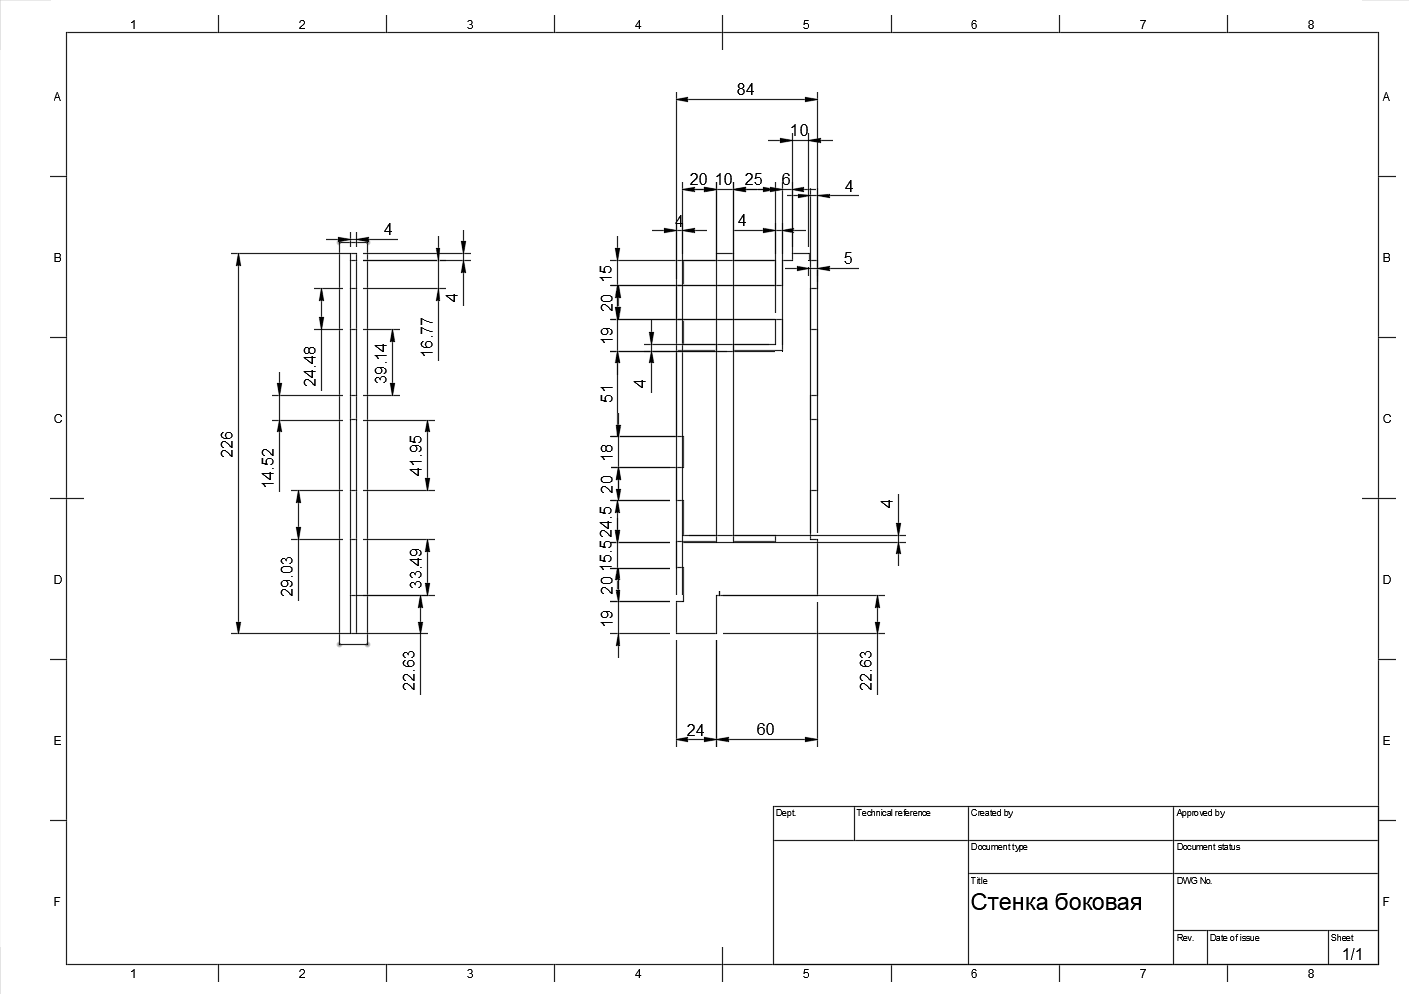 1 2 3 4 5 6 7 8
A A
84
10
20 10 25 6 4
4 4
4
B B
5
15
4
20
16.77
19
24.48 39.14
4
51
C C
226
41.95
18
14.52
20
4
24.5
15.5
33.49
29.03
D D
20
19
22.63 22.63
24 60
E E
Dept. Technical reference Created by Approved by
Document type Document status
Title DWG No.
Стенка боковая
F F
Rev. Date of issue Sheet
1/1
1 2 3 4 5 6 7 8